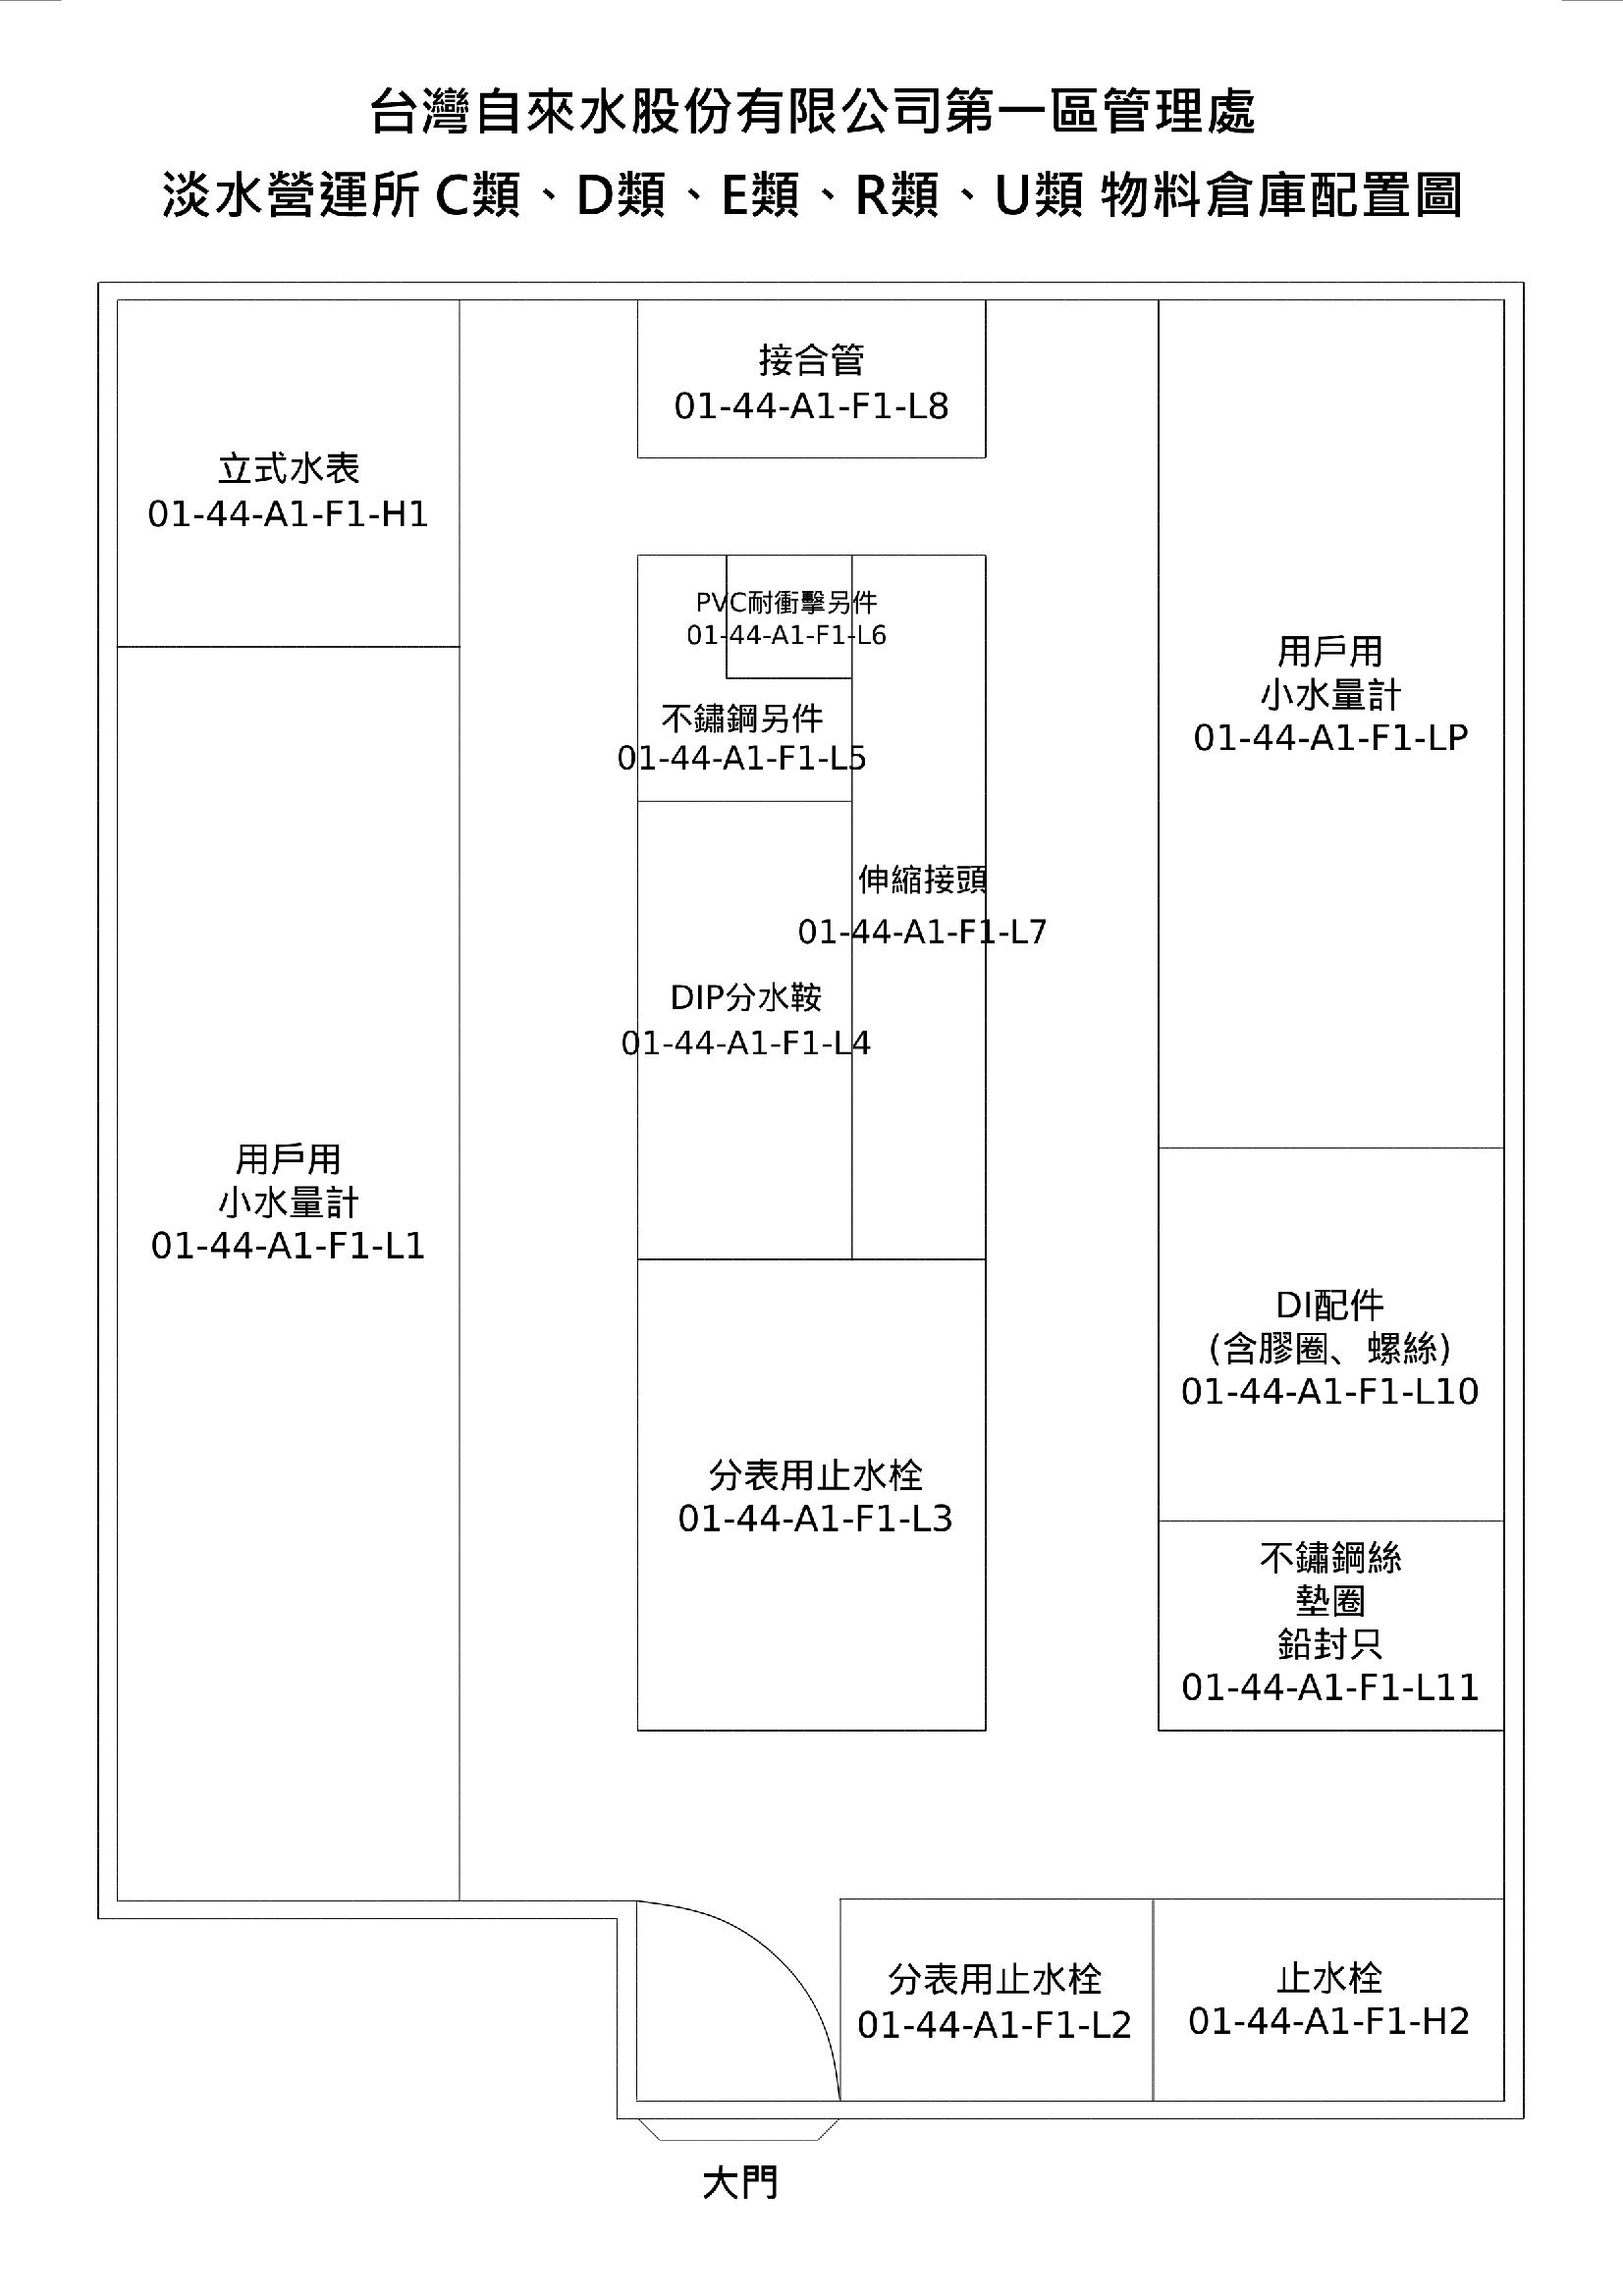 台灣自來水股份有限公司第一區管理處
淡水營運所 C類、D類、E類、R類、U類 物料倉庫配置圖
接合管
01-44-A1-F1-L8
立式水表
01-44-A1-F1-H1
PVC耐衝擊另件
01-44-A1-F1-L6
用戶用
小水量計
01-44-A1-F1-LP
不鏽鋼另件
01-44-A1-F1-L5
伸縮接頭
01-44-A1-F1-L7
DIP分水鞍
01-44-A1-F1-L4
用戶用
小水量計
01-44-A1-F1-L1
DI配件
(含膠圈、螺絲)
01-44-A1-F1-L10
分表用止水栓
01-44-A1-F1-L3
不鏽鋼絲
墊圈
鉛封只
01-44-A1-F1-L11
分表用止水栓
01-44-A1-F1-L2
止水栓
01-44-A1-F1-H2
大門